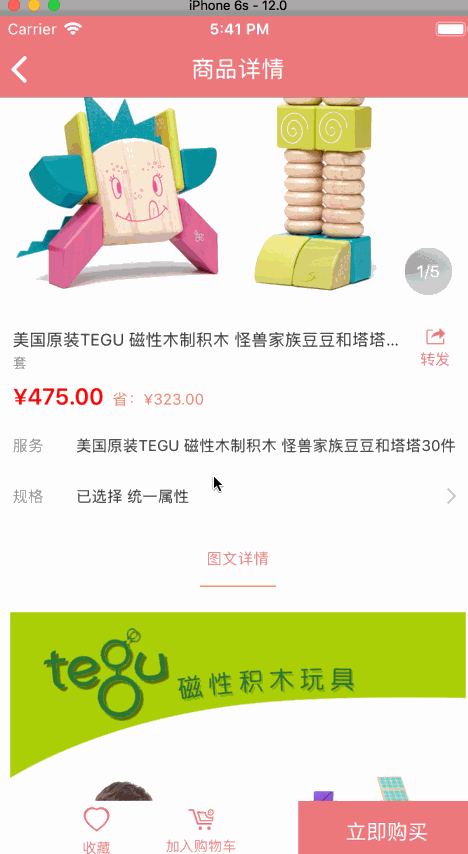 iPhone 6s - 12.0
Carrier 5:41 PM
商品详情
1/5
美国原装TEGU 磁性木制积木 怪兽家族豆豆和塔塔...
套
转发
¥475.00 省：¥323.00
服务 美国原装TEGU 磁性木制积木 怪兽家族豆豆和塔塔30件
规格 已选择 统一属性
图文详情
tegu 磁性积木玩具
收藏 加入购物车 立即购买